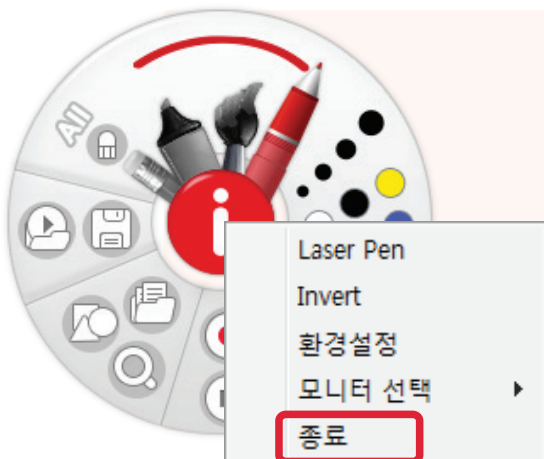 All
i
Laser Pen
Invert
환경설정
모니터 선택
종료